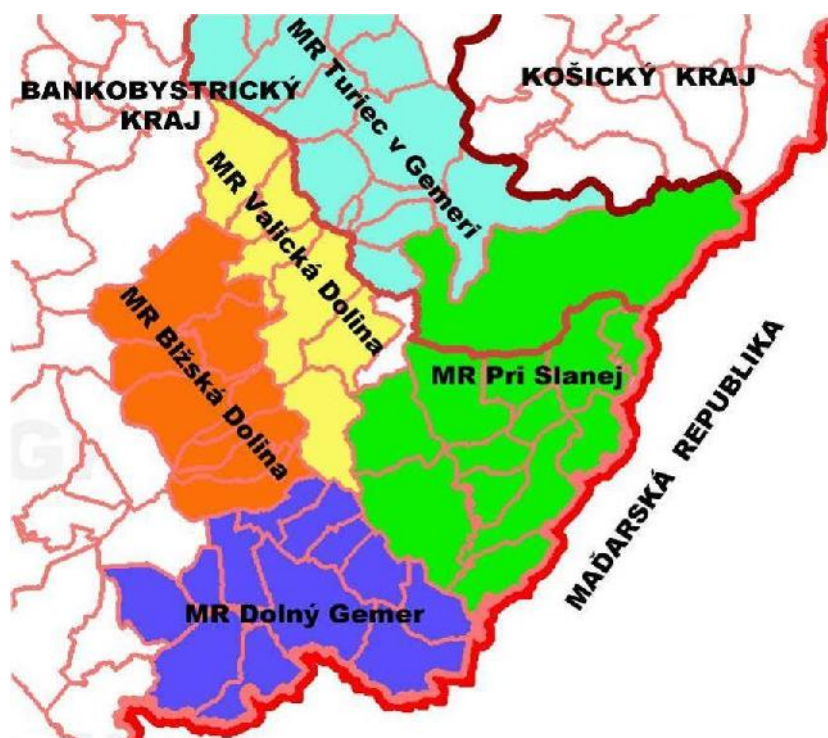 MR Turiec v Gemeri
KOŠICKÝ KRAJ
BANKOBYSTRICKÝ
KRAJ
MR Valická Dolina
MR Blžská Dolina
MR Pri Slanej
MAĎARSKÁ REPUBLIKA
MR Dolný Gemer